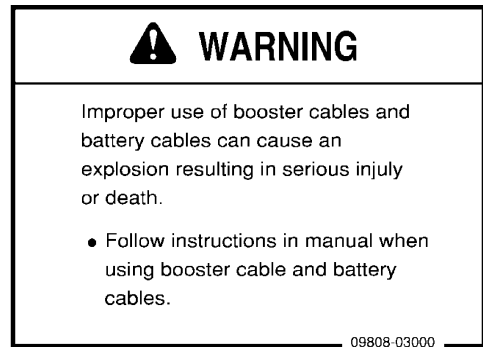 WARNING
Improper use of booster cables and
battery cables can cause an
explosion resulting in serious injuly
or death.
• Follow instructions in manual when
using booster cable and battery
cables.
09808-03000